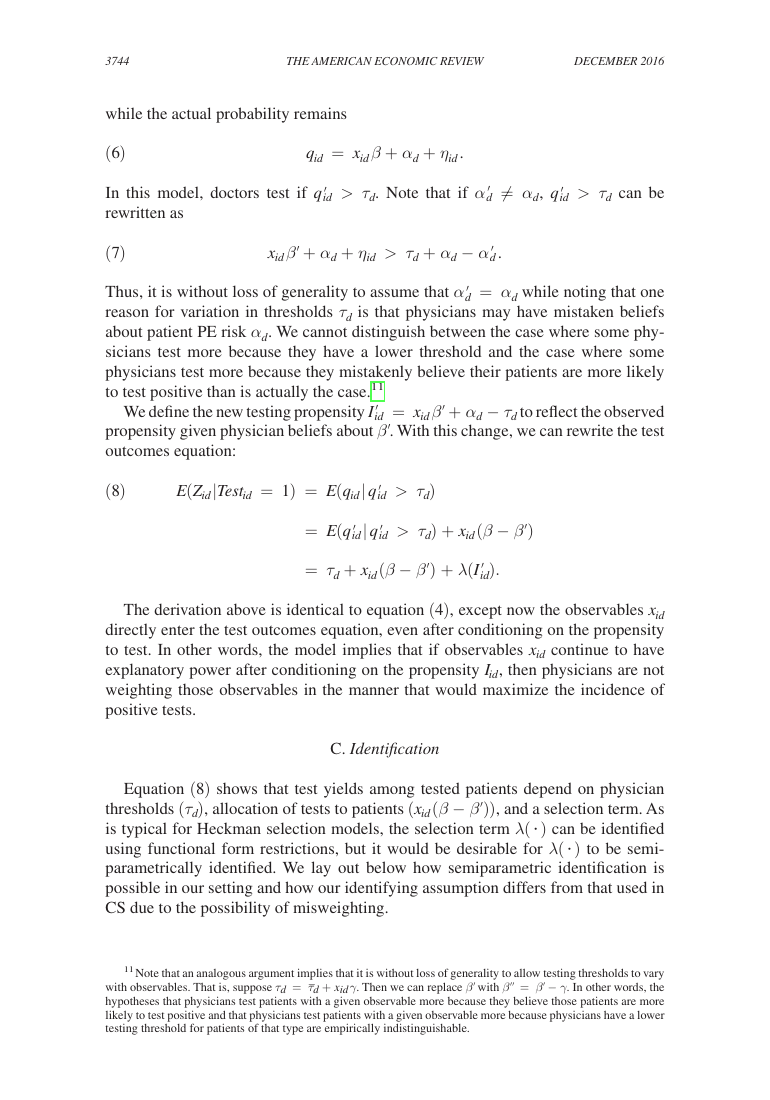 3744 THE AMERICAN ECONOMIC REVIEW DECEMBER 2016
while the actual probability remains
(6) q_{id} = x_{id} β + α_d + η_{id}.
In this model, doctors test if q′_{id} > τ_d. Note that if α′_d ≠ α_d, q′_{id} > τ_d can be
rewritten as
(7) x_{id} β′ + α_d + η_{id} > τ_d + α_d − α′_d.
Thus, it is without loss of generality to assume that α′_d = α_d while noting that one
reason for variation in thresholds τ_d is that physicians may have mistaken beliefs
about patient PE risk α_d. We cannot distinguish between the case where some phy-
sicians test more because they have a lower threshold and the case where some
physicians test more because they mistakenly believe their patients are more likely
to test positive than is actually the case.11
We define the new testing propensity I′_{id} = x_{id} β′ + α_d − τ_d to reflect the observed
propensity given physician beliefs about β′. With this change, we can rewrite the test
outcomes equation:
(8) E(Z_{id} | Test_{id} = 1) = E(q_{id} | q′_{id} > τ_d)
= E(q′_{id} | q′_{id} > τ_d) + x_{id}(β − β′)
= τ_d + x_{id}(β − β′) + λ(I′_{id}).
The derivation above is identical to equation (4), except now the observables x_{id}
directly enter the test outcomes equation, even after conditioning on the propensity
to test. In other words, the model implies that if observables x_{id} continue to have
explanatory power after conditioning on the propensity I_{id}, then physicians are not
weighting those observables in the manner that would maximize the incidence of
positive tests.
C. Identification
Equation (8) shows that test yields among tested patients depend on physician
thresholds (τ_d), allocation of tests to patients (x_{id}(β − β′)), and a selection term. As
is typical for Heckman selection models, the selection term λ( · ) can be identified
using functional form restrictions, but it would be desirable for λ( · ) to be semi-
parametrically identified. We lay out below how semiparametric identification is
possible in our setting and how our identifying assumption differs from that used in
CS due to the possibility of misweighting.
11 Note that an analogous argument implies that it is without loss of generality to allow testing thresholds to vary
with observables. That is, suppose τ_d = τ̅_d + x_{id} γ. Then we can replace β′ with β″ = β′ − γ. In other words, the
hypotheses that physicians test patients with a given observable more because they believe those patients are more
likely to test positive and that physicians test patients with a given observable more because physicians have a lower
testing threshold for patients of that type are empirically indistinguishable.